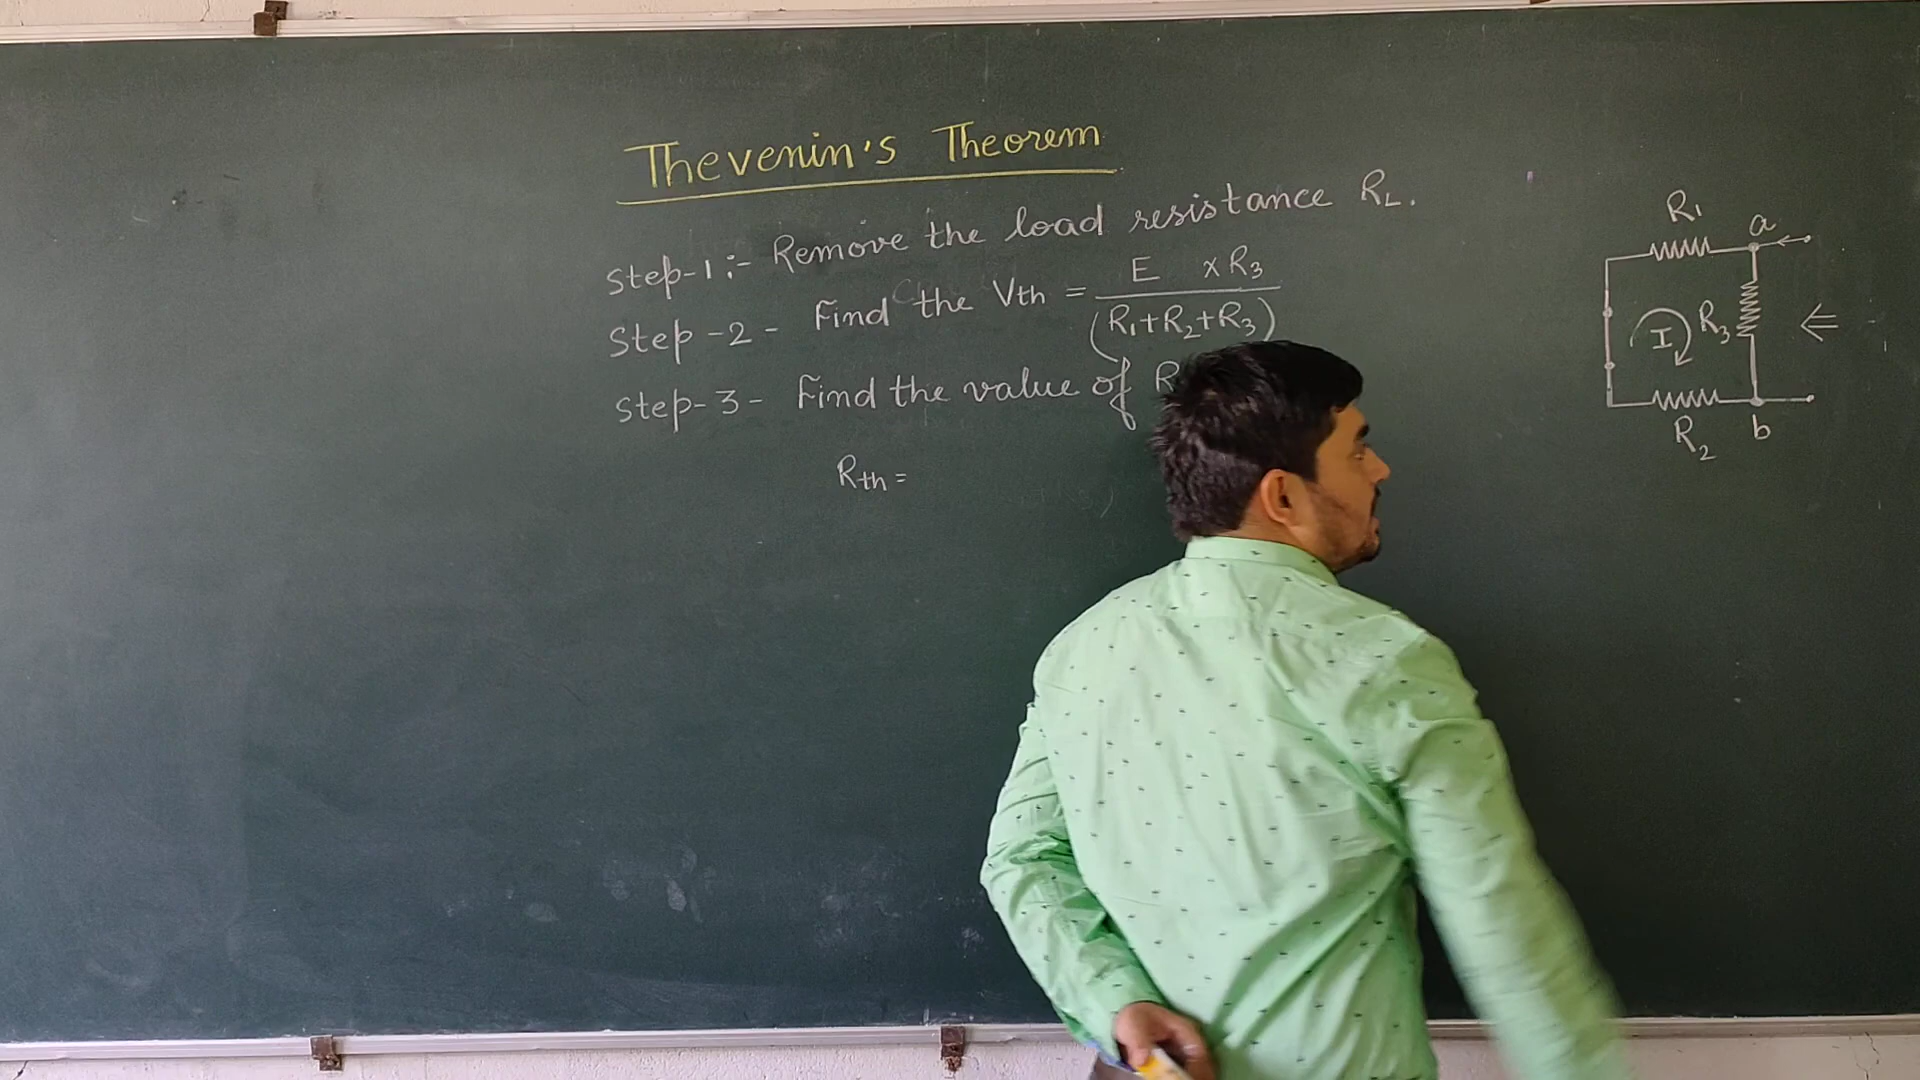 Thevenin's Theorem
Step-1:- Remove the load resistance RL.
Step-2- Find the Vth = E × R3
(R1+R2+R3)
Step-3- Find the value of R
Rth =
R1
a
I
R3
R2
b